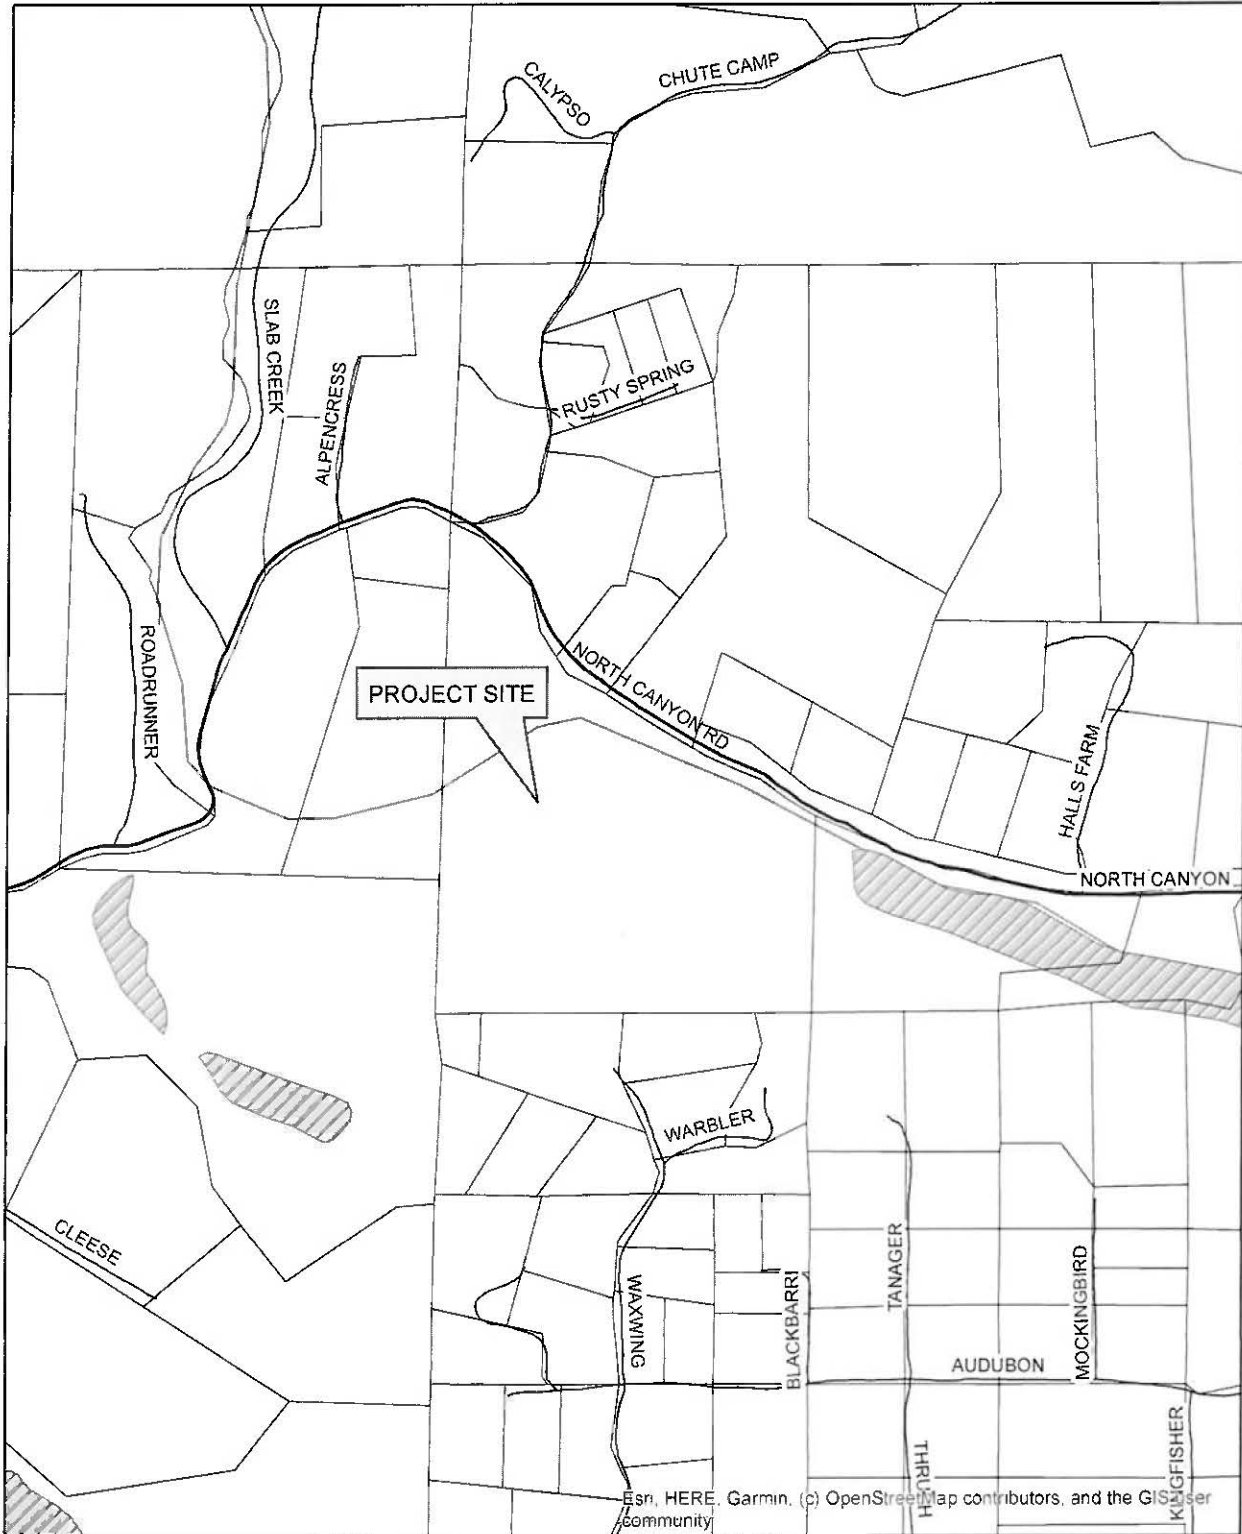 CALYPSO
CHUTE CAMP
SLAB CREEK
ALPENCRESS
RUSTY SPRING
ROADRUNNER
NORTH CANYON RD
PROJECT SITE
HALLS FARM
NORTH CANYON
WARBLER
CLEESE
WAXWING
BLACKBARRI
TANAGER
MOCKINGBIRD
AUDUBON
THRUSH
KINGFISHER
Esri, HERE, Garmin, (c) OpenStreetMap contributors, and the GIS user
community